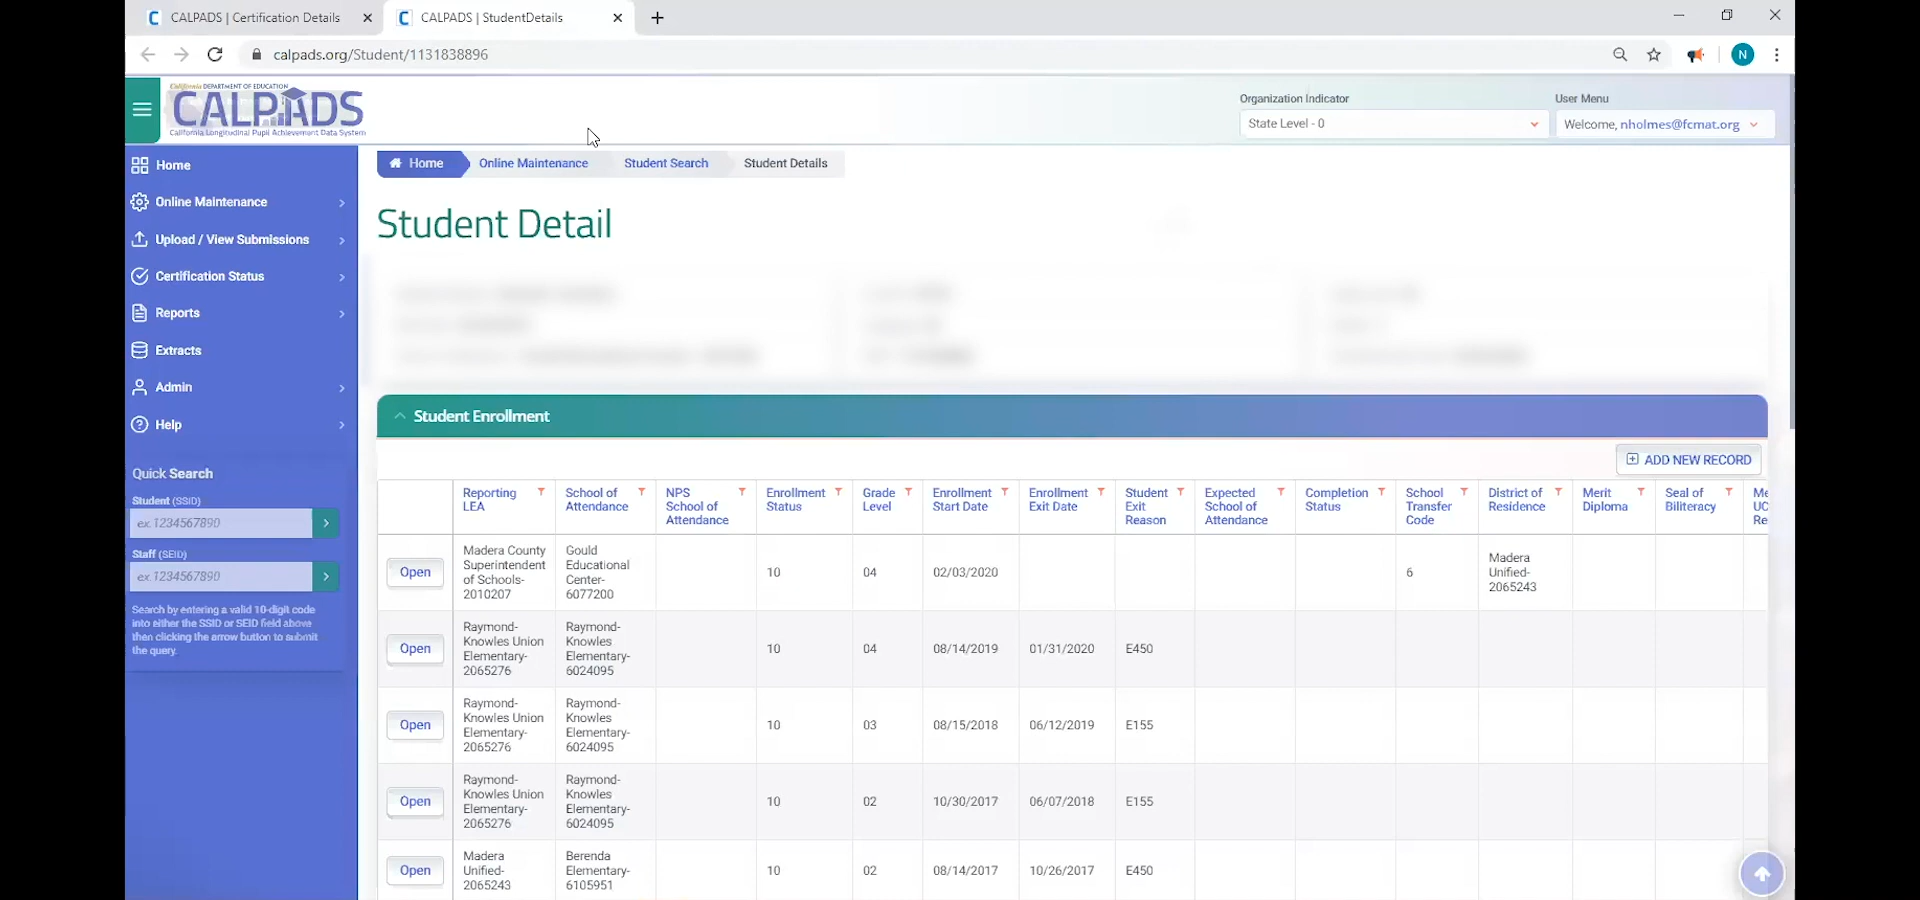 CALPADS | Certification Details
CALPADS | StudentDetails
calpads.org/Student/1131838896
N
California DEPARTMENT OF EDUCATION
CALPADS
California Longitudinal Pupil Achievement Data System
Organization Indicator
State Level - 0
User Menu
Welcome, nholmes@fcmat.org
Home
Online Maintenance
Upload / View Submissions
Certification Status
Reports
Extracts
Admin
Help
Quick Search
Student (SSID)
ex.1234567890
Staff (SEID)
ex.1234567890
Search by entering a valid 10-digit code
into either the SSID or SEID field above
then clicking the arrow button to submit
the query.
Home Online Maintenance Student Search Student Details
Student Detail
Student Enrollment
ADD NEW RECORD
Reporting LEA School of Attendance NPS School of Attendance Enrollment Status Grade Level Enrollment Start Date Enrollment Exit Date Student Exit Reason Expected School of Attendance Completion Status School Transfer Code District of Residence Merit Diploma Seal of Biliteracy
Open Madera County Superintendent of Schools-2010207 Gould Educational Center-6077200 10 04 02/03/2020 6 Madera Unified-2065243
Open Raymond-Knowles Union Elementary-2065276 Raymond-Knowles Elementary-6024095 10 04 08/14/2019 01/31/2020 E450
Open Raymond-Knowles Union Elementary-2065276 Raymond-Knowles Elementary-6024095 10 03 08/15/2018 06/12/2019 E155
Open Raymond-Knowles Union Elementary-2065276 Raymond-Knowles Elementary-6024095 10 02 10/30/2017 06/07/2018 E155
Open Madera Unified-2065243 Berenda Elementary-6105951 10 02 08/14/2017 10/26/2017 E450